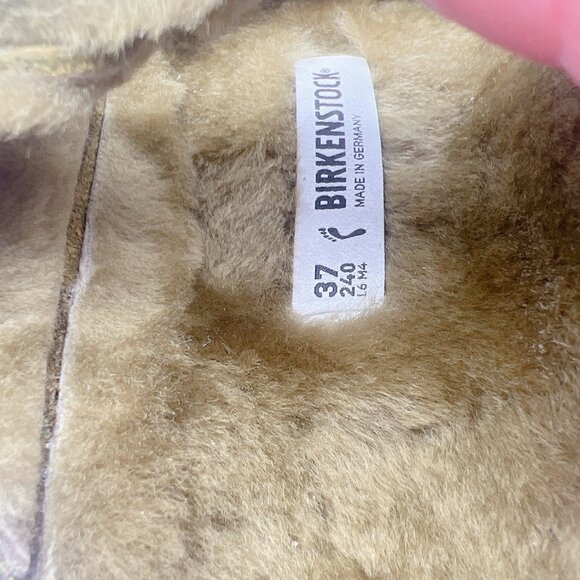 BIRKENSTOCK®
MADE IN GERMANY
37
240
L6 M4